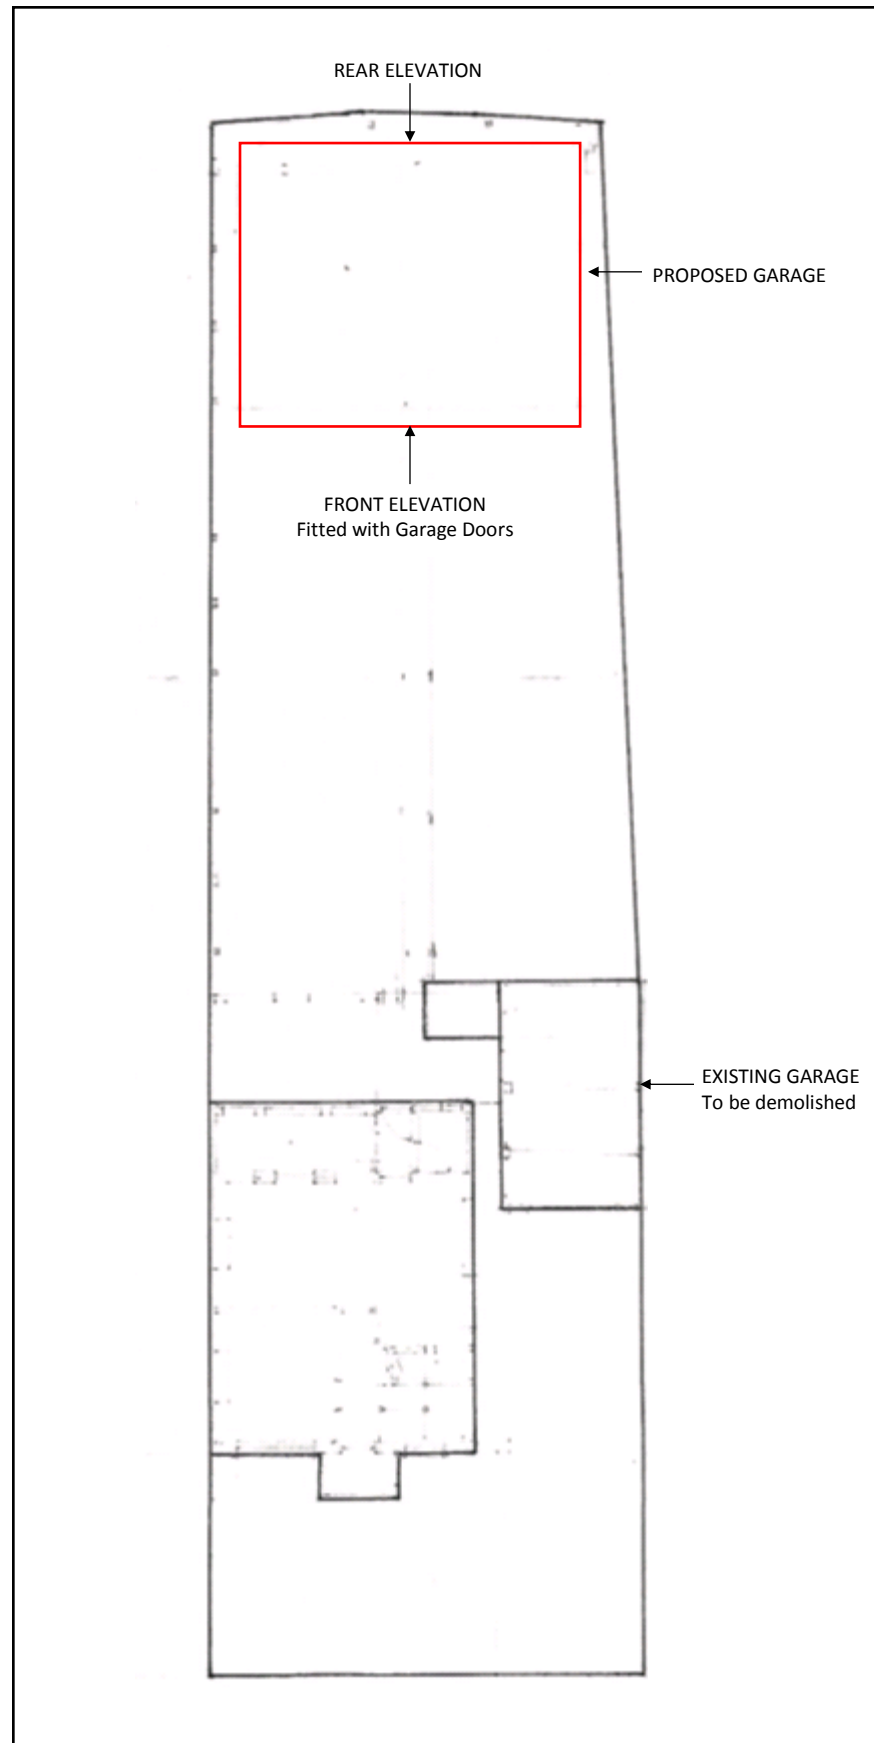 REAR ELEVATION
PROPOSED GARAGE
FRONT ELEVATION
Fitted with Garage Doors
EXISTING GARAGE
To be demolished